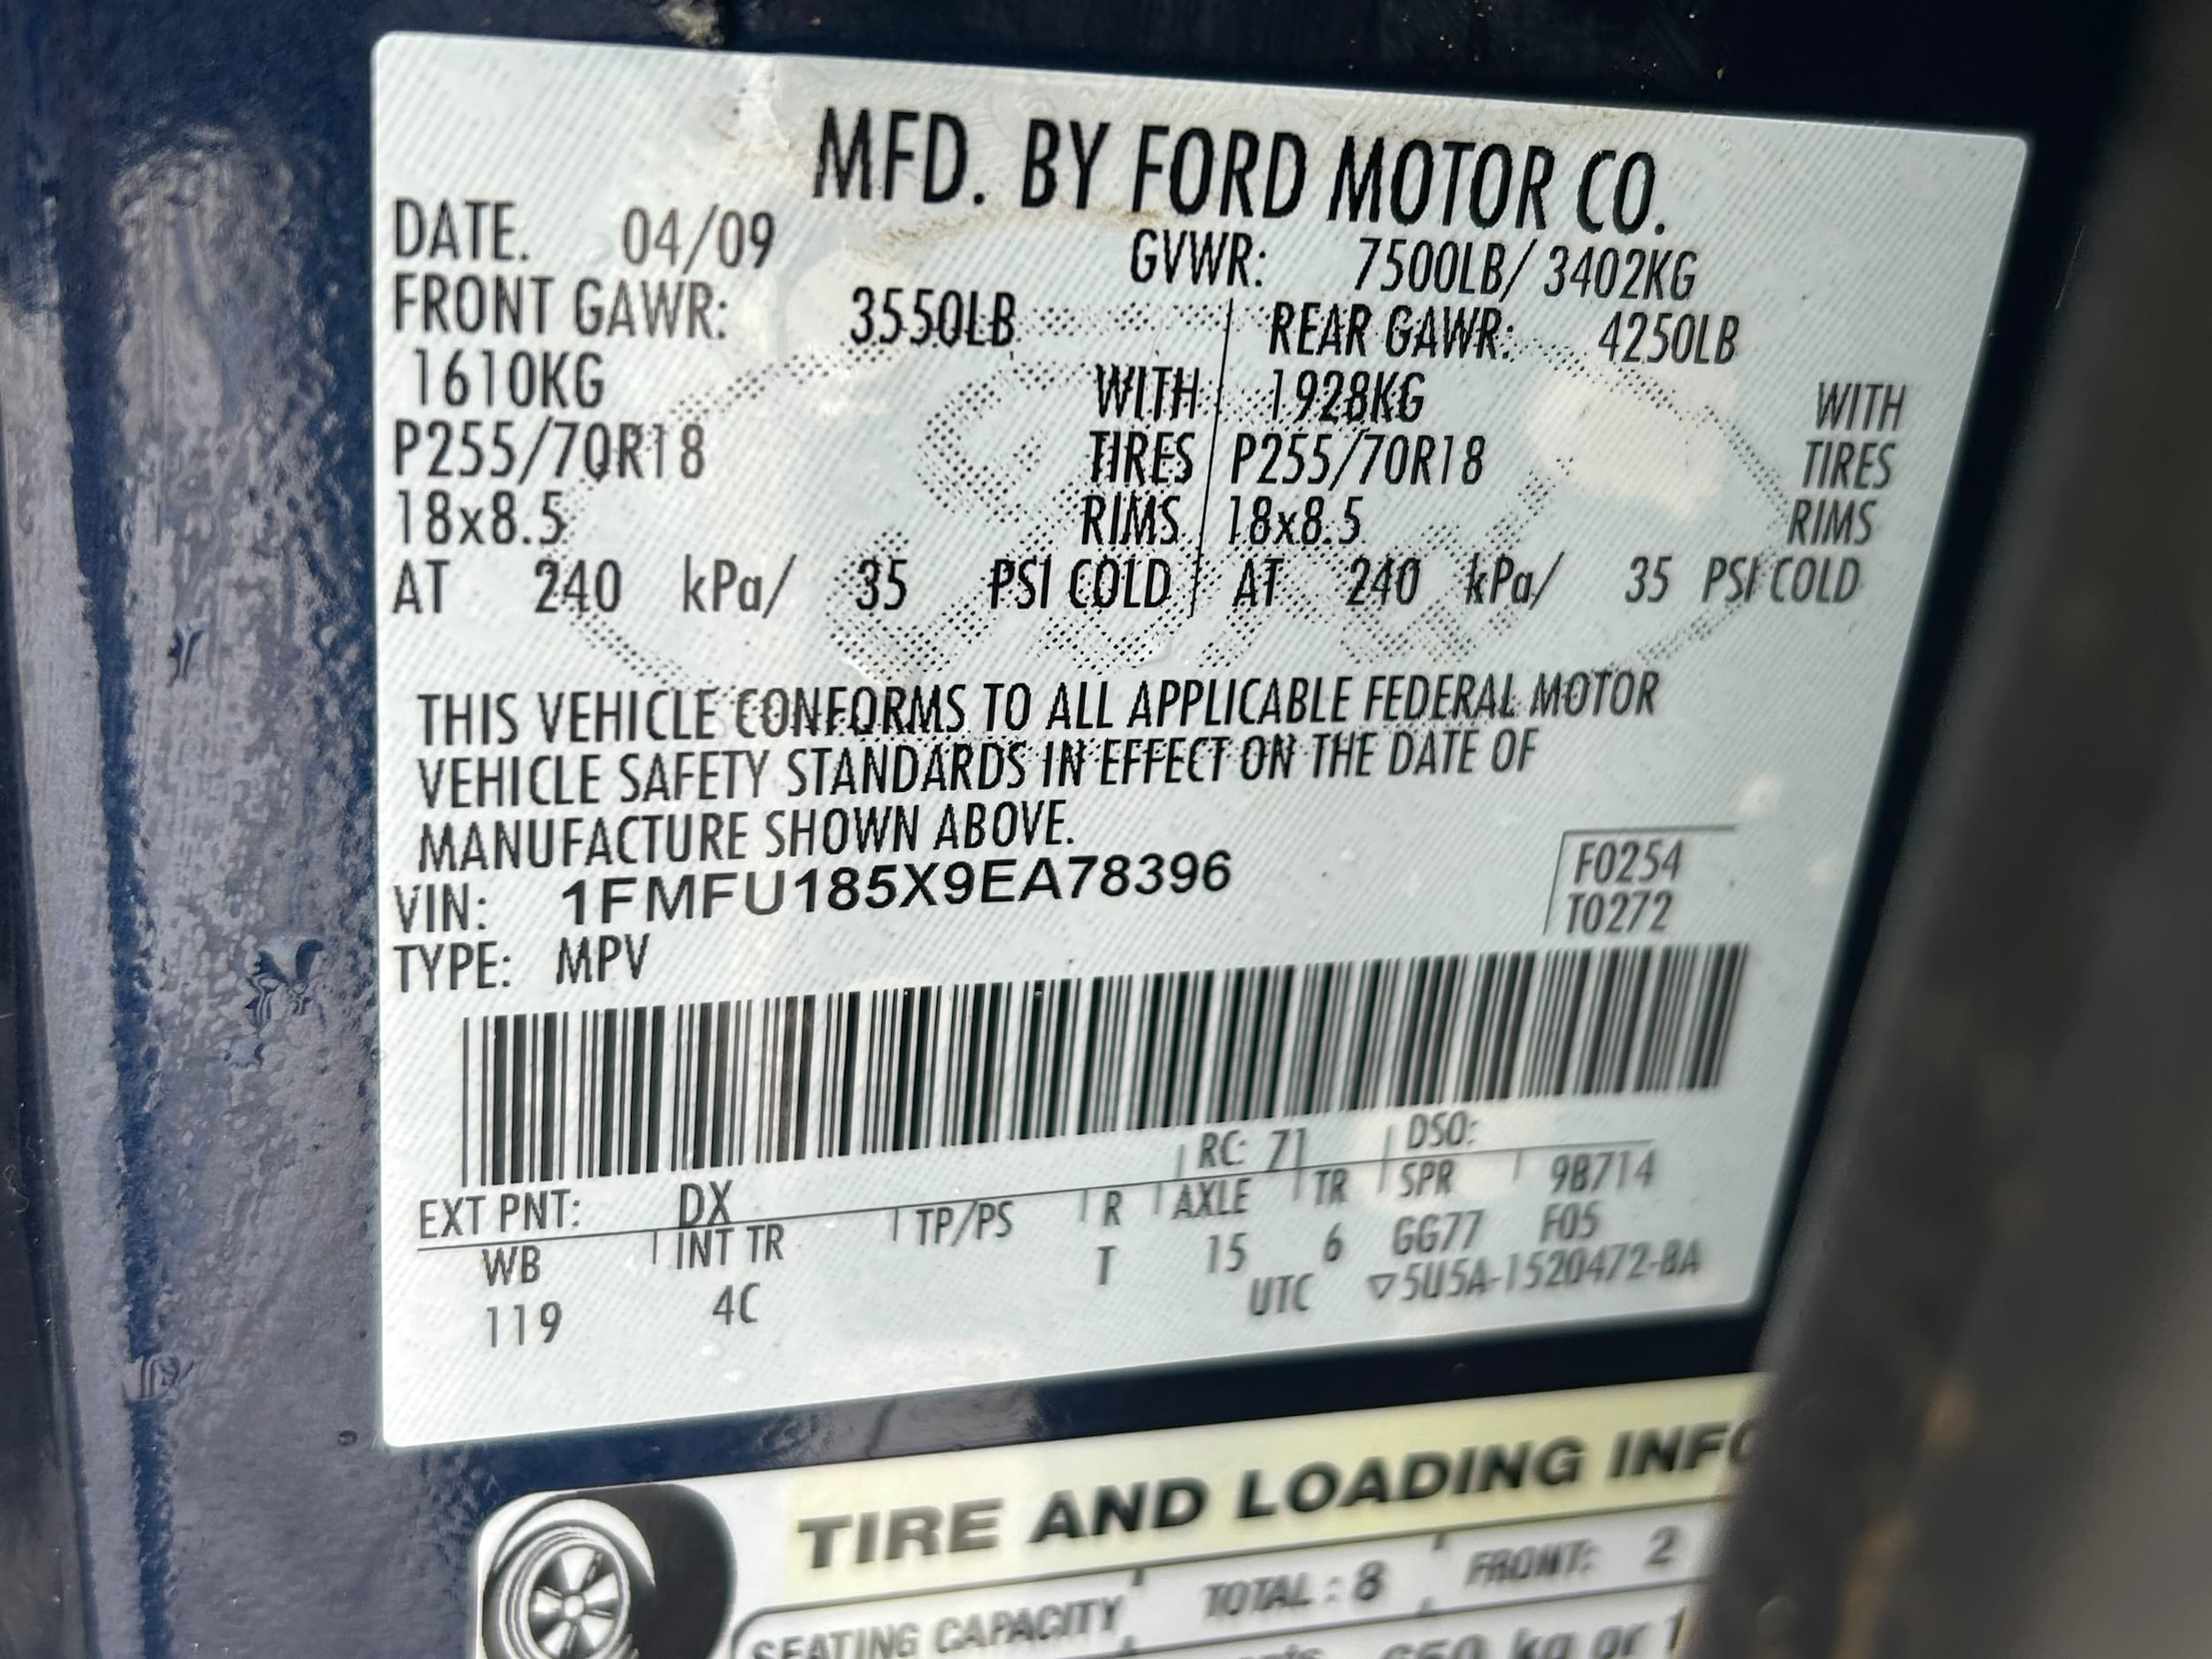 MFD. BY FORD MOTOR CO.
DATE. 04/09 GVWR: 7500LB/ 3402KG
FRONT GAWR: 3550LB REAR GAWR: 4250LB
1610KG WITH 1928KG WITH
P255/70R18 TIRES P255/70R18 TIRES
18x8.5 RIMS 18x8.5 RIMS
AT 240 kPa/ 35 PSI COLD AT 240 kPa/ 35 PSI COLD
THIS VEHICLE CONFORMS TO ALL APPLICABLE FEDERAL MOTOR
VEHICLE SAFETY STANDARDS IN EFFECT ON THE DATE OF
MANUFACTURE SHOWN ABOVE.
VIN: 1FMFU185X9EA78396 F0254
TYPE: MPV T0272
EXT PNT: DX RC: 71 DSO:
WB INT TR TP/PS R AXLE TR SPR 9B714
119 4C T 15 6 GG77 F05
UTC ▽5U5A-1520472-BA
TIRE AND LOADING
SEATING CAPACITY TOTAL : 8 FRONT: 2
kg or